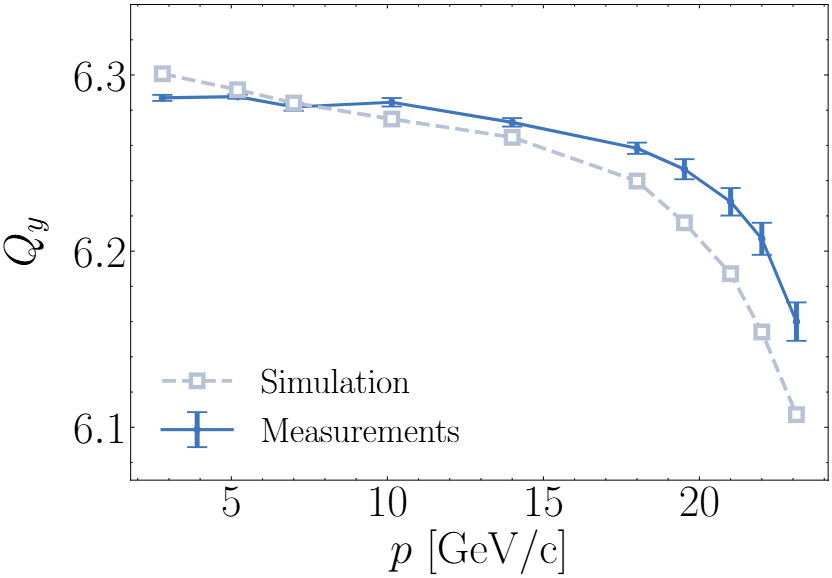 6.3
6.2
6.1
Q_y
Simulation
Measurements
5 10 15 20
p [GeV/c]